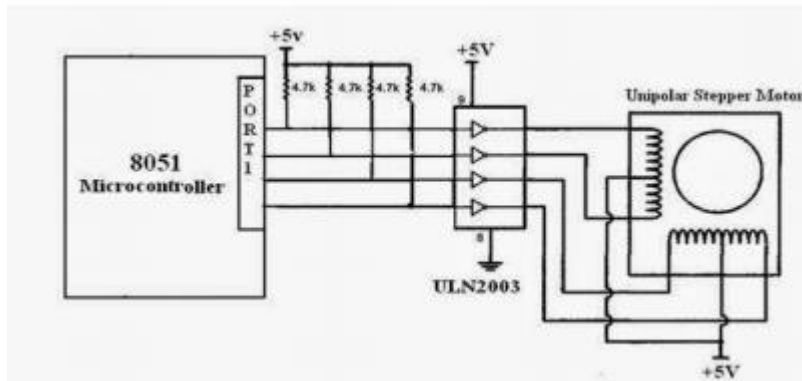 +5v
4.7k 4.7k 4.7k 4.7k
+5V
9
Unipolar Stepper Motor
PORT1
8051
Microcontroller
8
ULN2003
+5V